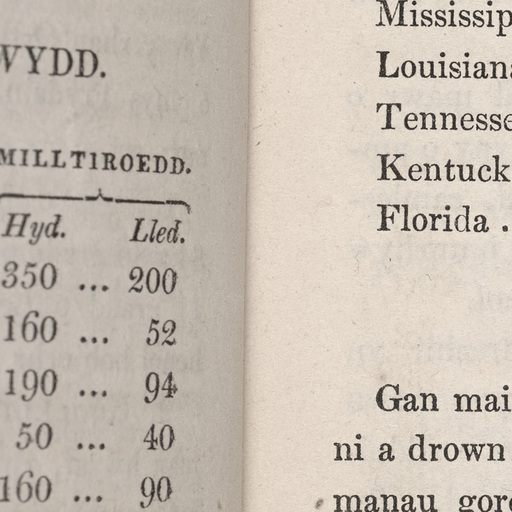 WYDD.
MILLTIROEDD.
Hyd. Lled.
350 ... 200
160 ... 52
190 ... 94
50 ... 40
160 ... 90
Mississip
Louisiana
Tennesse
Kentuck
Florida .
Gan mai
ni a drown
manau gor